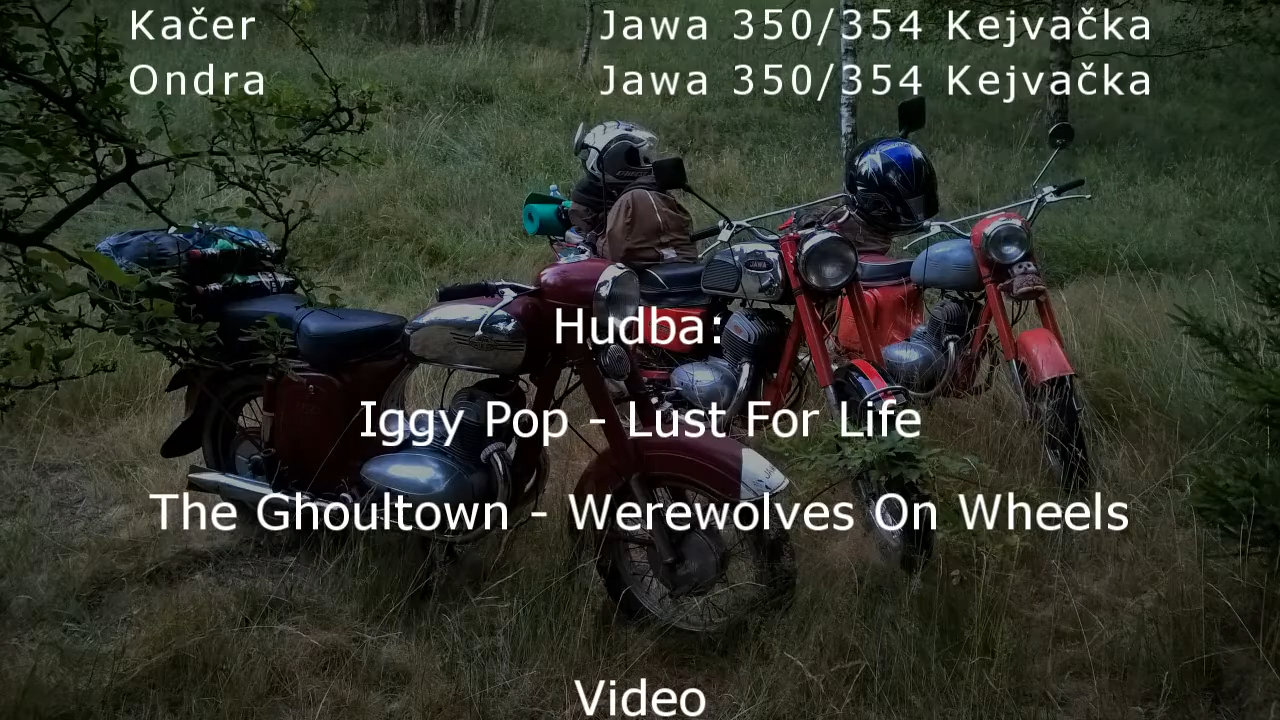 Kačer Jawa 350/354 Kejvačka
Ondra Jawa 350/354 Kejvačka
JAWA
Hudba:
Iggy Pop - Lust For Life
The Ghoultown - Werewolves On Wheels
Video